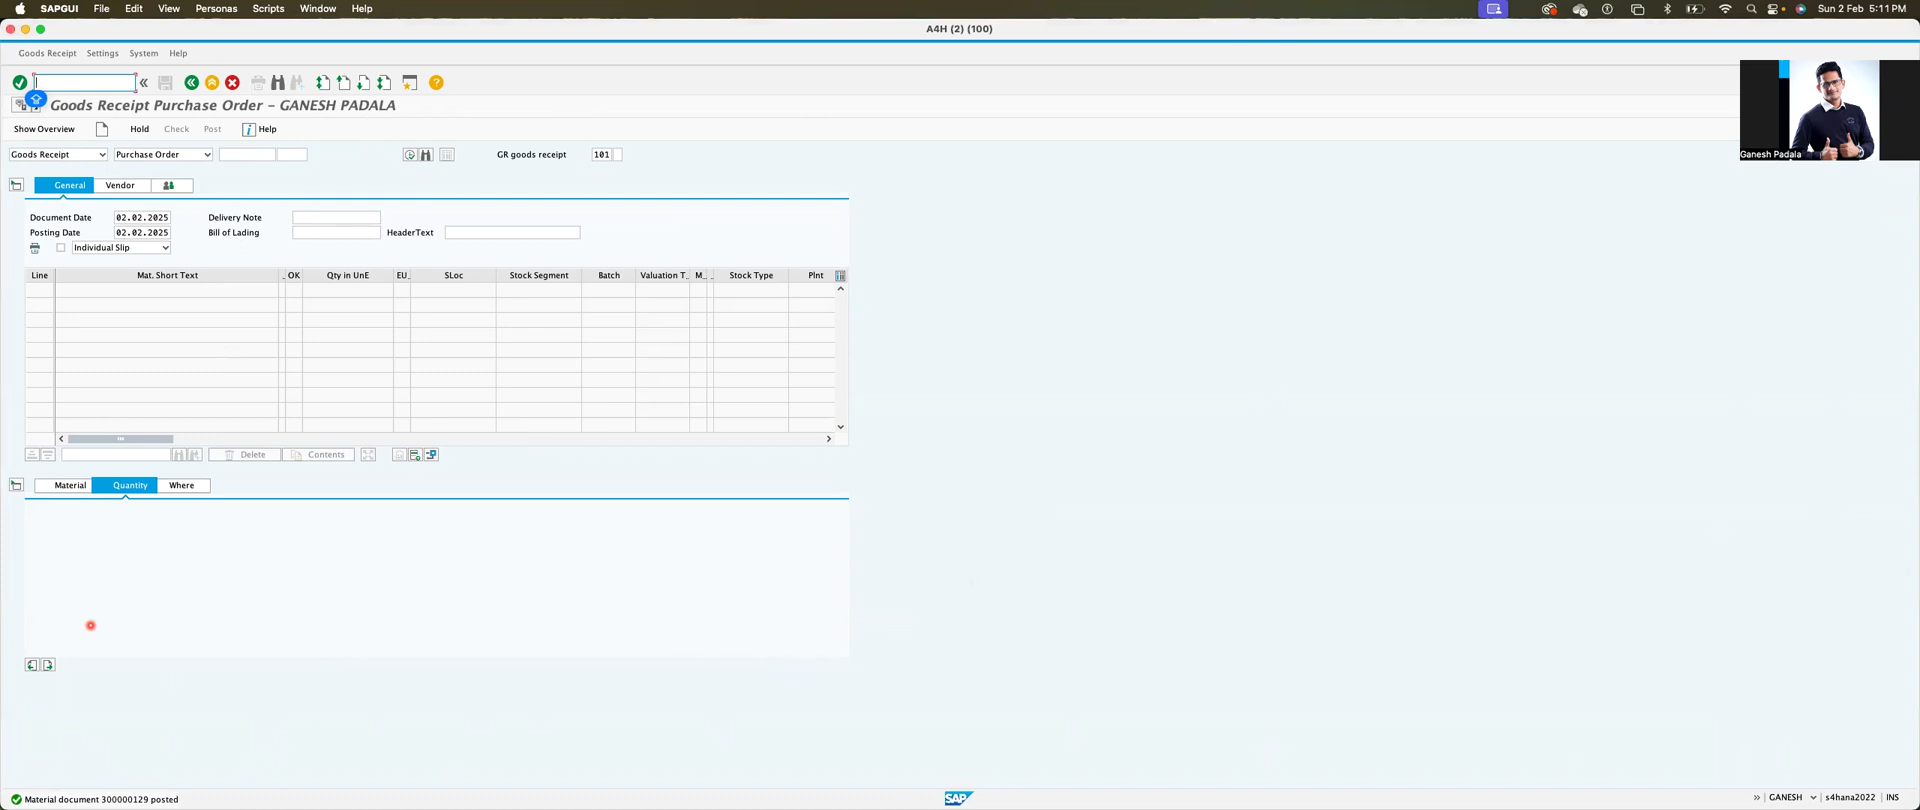 SAPGUI File Edit View Personas Scripts Window Help Sun 2 Feb 5:11 PM
A4H (2) (100)
Goods Receipt Settings System Help
Goods Receipt Purchase Order - GANESH PADALA
Show Overview Hold Check Post Help
Goods Receipt Purchase Order GR goods receipt 101
Ganesh Padala
General Vendor
Document Date 02.02.2025 Delivery Note
Posting Date 02.02.2025 Bill of Lading HeaderText
Individual Slip
Line Mat. Short Text OK Qty in UnE EU_ SLoc Stock Segment Batch Valuation T_ M_ Stock Type Plnt
Delete Contents
Material Quantity Where
Material document 300000129 posted SAP GANESH s4hana2022 INS